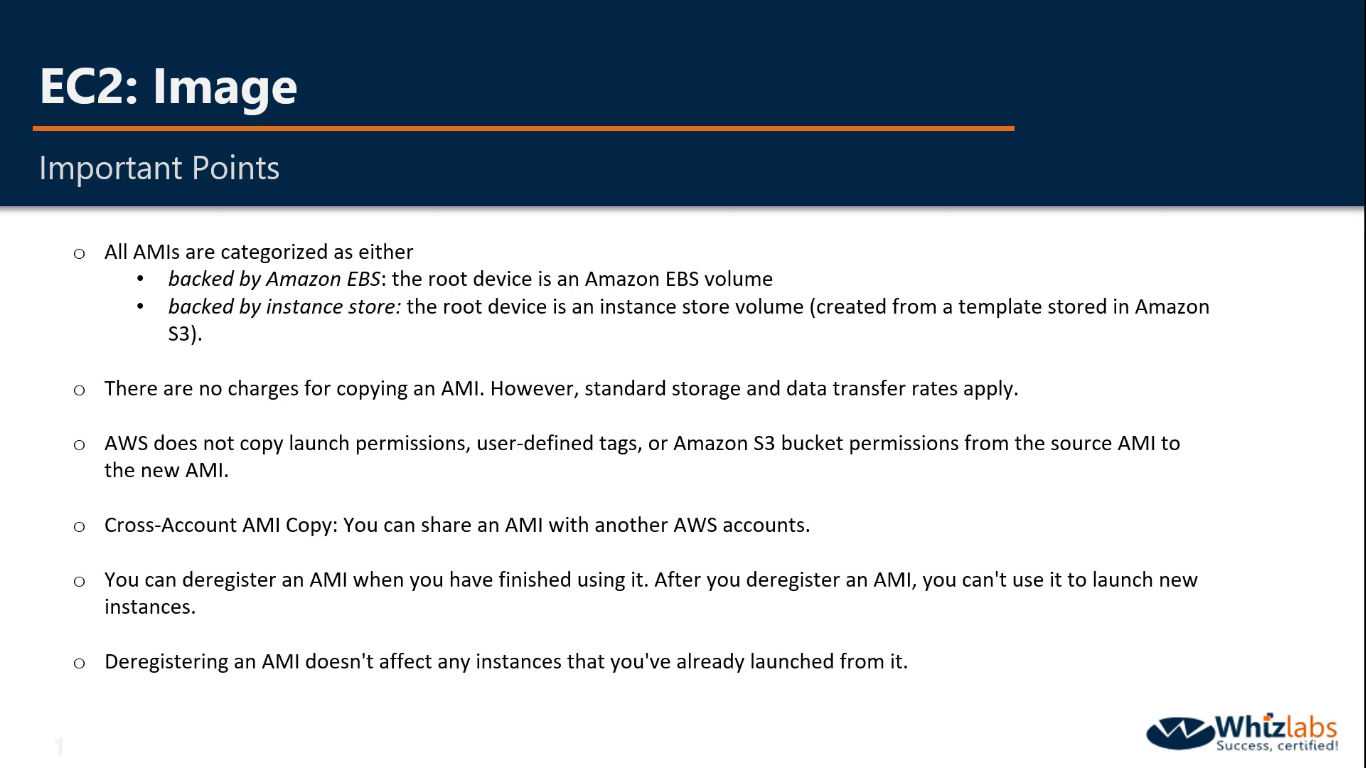 EC2: Image
Important Points
o All AMIs are categorized as either
• backed by Amazon EBS: the root device is an Amazon EBS volume
• backed by instance store: the root device is an instance store volume (created from a template stored in Amazon
S3).
o There are no charges for copying an AMI. However, standard storage and data transfer rates apply.
o AWS does not copy launch permissions, user-defined tags, or Amazon S3 bucket permissions from the source AMI to
the new AMI.
o Cross-Account AMI Copy: You can share an AMI with another AWS accounts.
o You can deregister an AMI when you have finished using it. After you deregister an AMI, you can't use it to launch new
instances.
o Deregistering an AMI doesn't affect any instances that you've already launched from it.
1
Whizlabs
Success, certified!